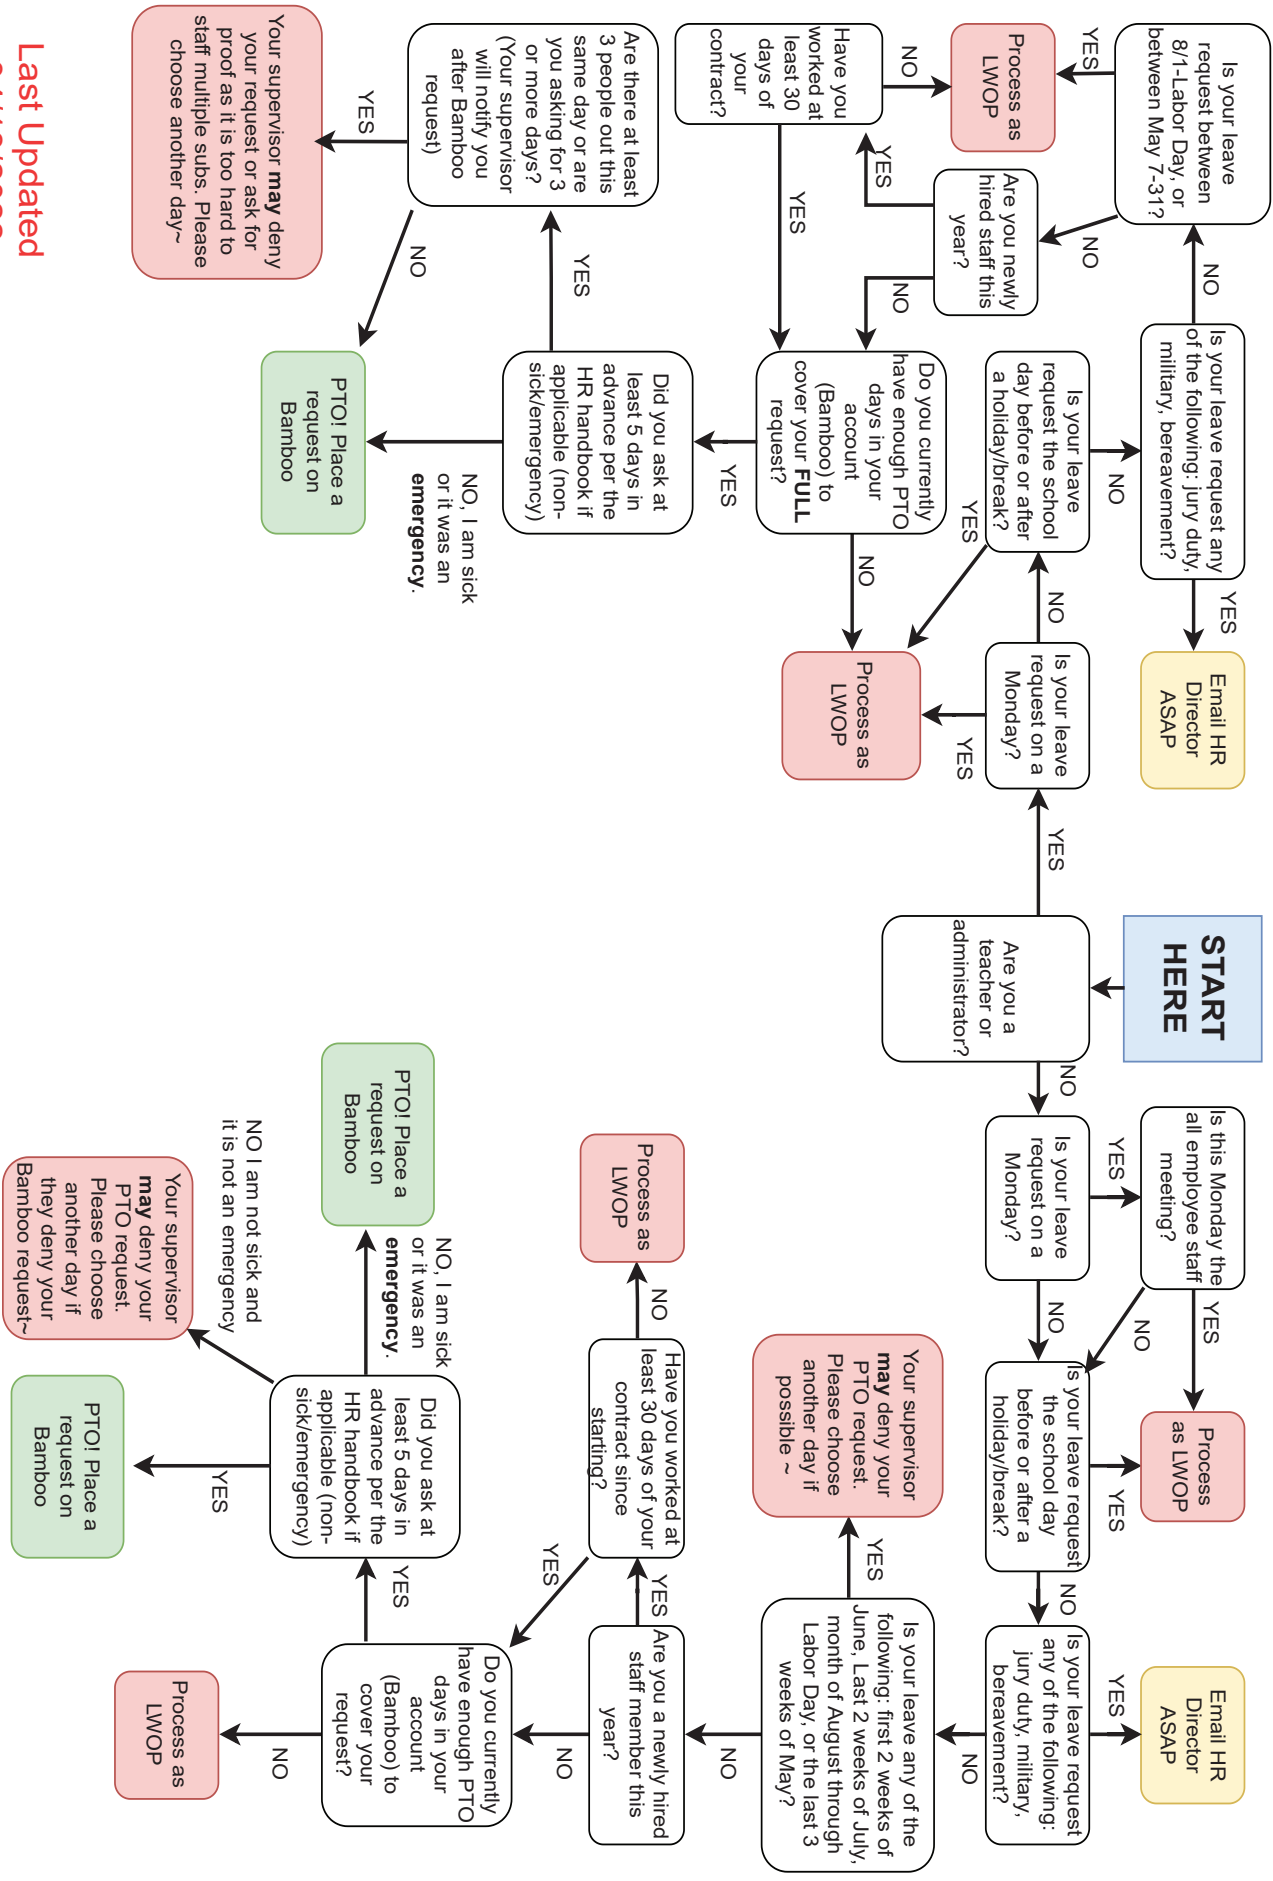 START
HERE
Are you a
teacher or
administrator?
YES
NO
Is your leave
request on a
Monday?
YES
NO
Process as
LWOP
Is your leave
request the school
day before or after
a holiday/break?
YES
NO
Is your leave request any
of the following: jury duty,
military, bereavement?
YES
Email HR
Director
ASAP
NO
Is your leave
request between
8/1-Labor Day, or
between May 7-31?
YES
Process as
LWOP
NO
Are you newly
hired staff this
year?
YES
NO
Have you
worked at
least 30
days of
your
contract?
NO
YES
Do you currently
have enough PTO
days in your
account
(Bamboo) to
cover your FULL
request?
NO
YES
Did you ask at
least 5 days in
advance per the
HR handbook if
applicable (non-
sick/emergency)
YES
NO, I am sick
or it was an
emergency.
Are there at least
3 people out this
same day or are
you asking for 3
or more days?
(Your supervisor
will notify you
after Bamboo
request)
YES
NO
Your supervisor may deny
your request or ask for
proof as it is too hard to
staff multiple subs. Please
choose another day~
PTO! Place a
request on
Bamboo
Is your leave
request on a
Monday?
YES
NO
Is this Monday the
all employee staff
meeting?
YES
NO
Process
as LWOP
Is your leave request
the school day
before or after a
holiday/break?
YES
NO
Is your leave request
any of the following:
jury duty, military,
bereavement?
YES
Email HR
Director
ASAP
NO
Is your leave any of the
following: first 2 weeks of
June, Last 2 weeks of July,
month of August through
Labor Day, or the last 3
weeks of May?
YES
Your supervisor
may deny your
PTO request.
Please choose
another day if
possible ~
NO
Are you a newly hired
staff member this
year?
YES
NO
Have you worked at
least 30 days of your
contract since
starting?
NO
Process as
LWOP
YES
Do you currently
have enough PTO
days in your
account
(Bamboo) to
cover your
request?
NO
Process as
LWOP
YES
Did you ask at
least 5 days in
advance per the
HR handbook if
applicable (non-
sick/emergency)
NO, I am sick
or it was an
emergency.
PTO! Place a
request on
Bamboo
NO I am not sick and
it is not an emergency
Your supervisor
may deny your
PTO request.
Please choose
another day if
they deny your
Bamboo request~
YES
PTO! Place a
request on
Bamboo
Last Updated